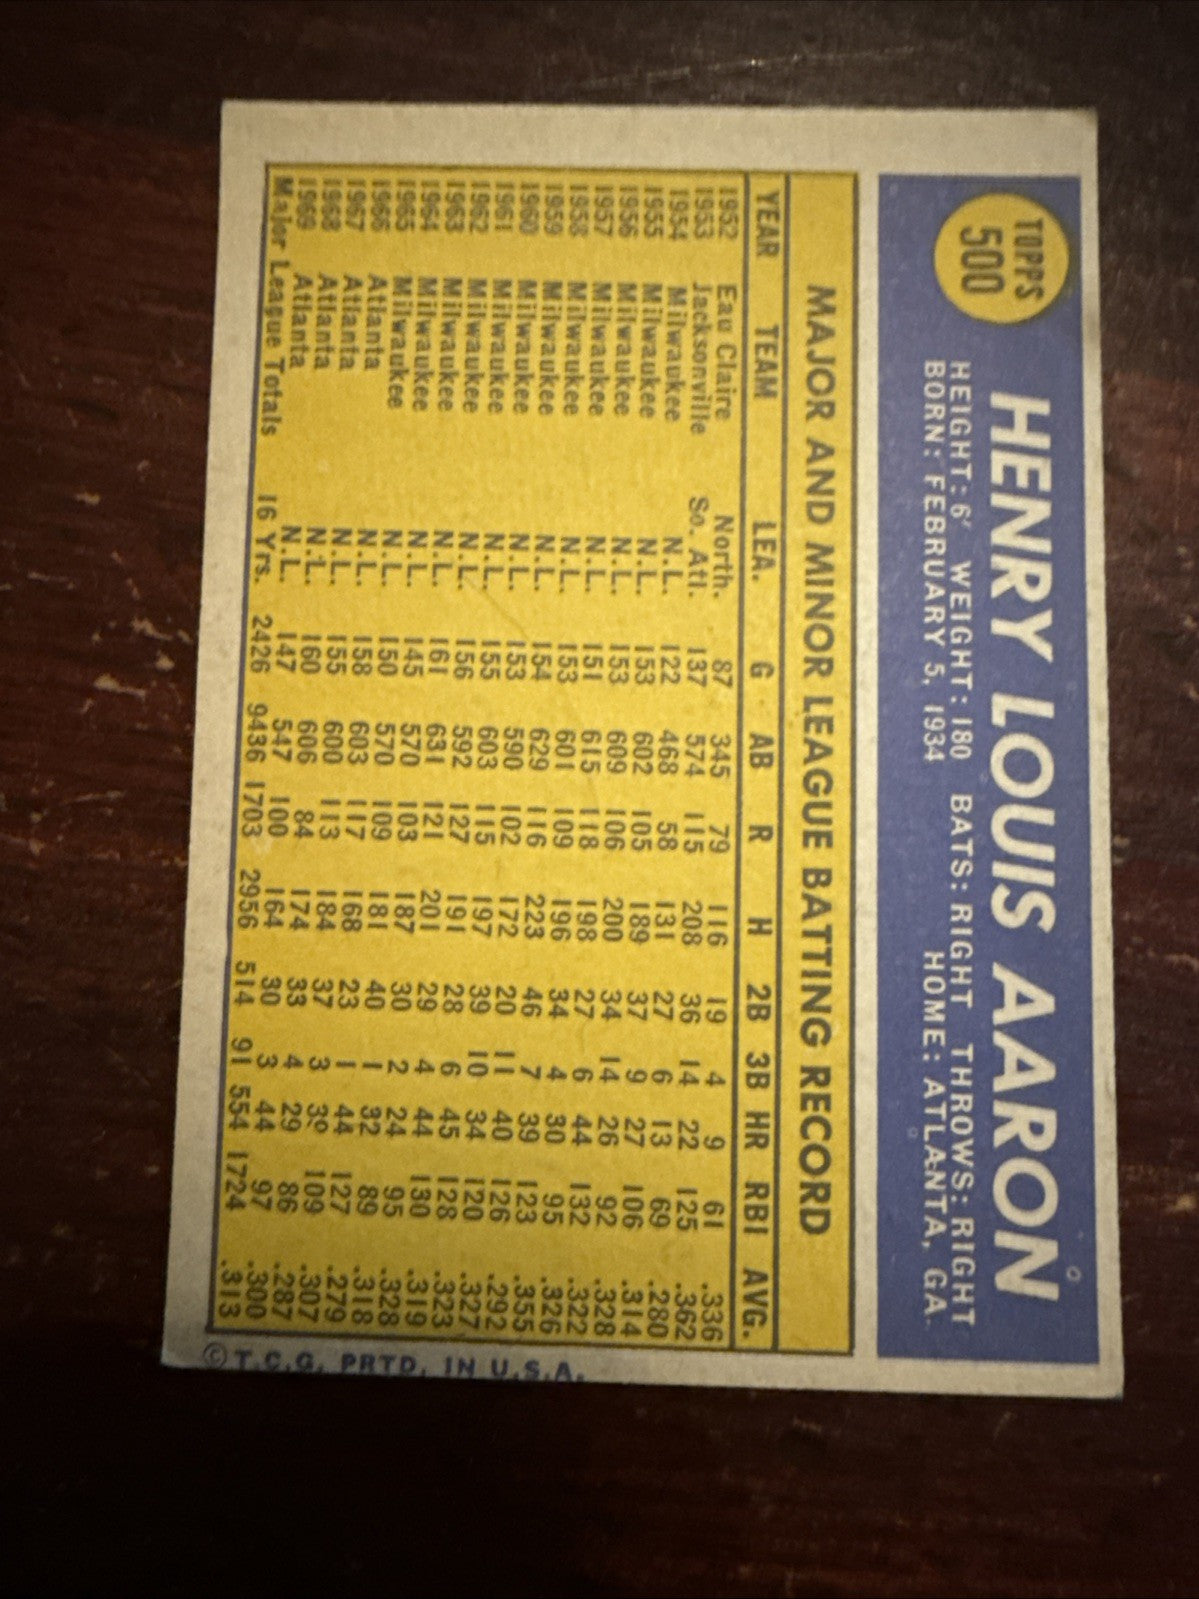 TOPPS
500
HENRY LOUIS AARON
HEIGHT: 6' WEIGHT: 180 BATS: RIGHT THROWS: RIGHT
BORN: FEBRUARY 5, 1934 HOME: ATLANTA, GA.
MAJOR AND MINOR LEAGUE BATTING RECORD
YEAR TEAM LEA. G AB R H 2B 3B HR RBI AVG.
1952 Eau Claire North. 87 345 79 116 19 4 9 61 .336
1953 Jacksonville So. Atl. 137 574 115 208 36 14 22 125 .362
1954 Milwaukee N.L. 122 468 58 131 27 6 13 69 .280
1955 Milwaukee N.L. 153 602 105 189 37 9 27 106 .314
1956 Milwaukee N.L. 153 609 106 200 34 14 26 92 .328
1957 Milwaukee N.L. 151 615 118 198 27 6 44 132 .322
1958 Milwaukee N.L. 153 601 109 196 34 4 30 95 .326
1959 Milwaukee N.L. 154 629 116 223 46 7 39 123 .355
1960 Milwaukee N.L. 153 590 102 172 20 11 40 126 .292
1961 Milwaukee N.L. 155 603 115 197 39 10 34 120 .327
1962 Milwaukee N.L. 156 592 127 191 28 6 45 128 .323
1963 Milwaukee N.L. 161 631 121 201 29 4 44 130 .319
1964 Milwaukee N.L. 145 570 103 187 30 2 24 95 .328
1965 Milwaukee N.L. 150 570 109 181 40 1 32 89 .318
1966 Atlanta N.L. 158 603 117 168 23 1 44 127 .279
1967 Atlanta N.L. 155 600 113 184 37 3 39 109 .307
1968 Atlanta N.L. 160 606 84 174 33 4 29 86 .287
1969 Atlanta N.L. 147 547 100 164 30 3 44 97 .300
Major League Totals 16 Yrs. 2426 9436 1703 2956 514 91 554 1724 .313
© T.C.G. PRTD. IN U.S.A.